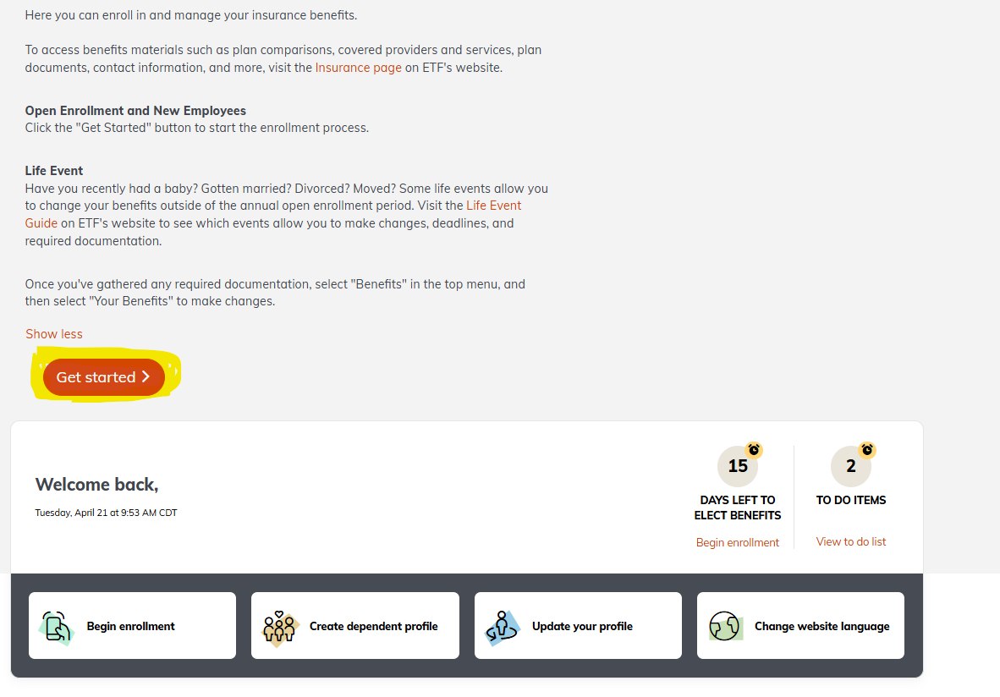 Here you can enroll in and manage your insurance benefits.
To access benefits materials such as plan comparisons, covered providers and services, plan
documents, contact information, and more, visit the Insurance page on ETF's website.
Open Enrollment and New Employees
Click the "Get Started" button to start the enrollment process.
Life Event
Have you recently had a baby? Gotten married? Divorced? Moved? Some life events allow you
to change your benefits outside of the annual open enrollment period. Visit the Life Event
Guide on ETF's website to see which events allow you to make changes, deadlines, and
required documentation.
Once you've gathered any required documentation, select "Benefits" in the top menu, and
then select "Your Benefits" to make changes.
Show less
Get started
Welcome back,
Tuesday, April 21 at 9:53 AM CDT
15
DAYS LEFT TO
ELECT BENEFITS
Begin enrollment
2
TO DO ITEMS
View to do list
Begin enrollment
Create dependent profile
Update your profile
Change website language